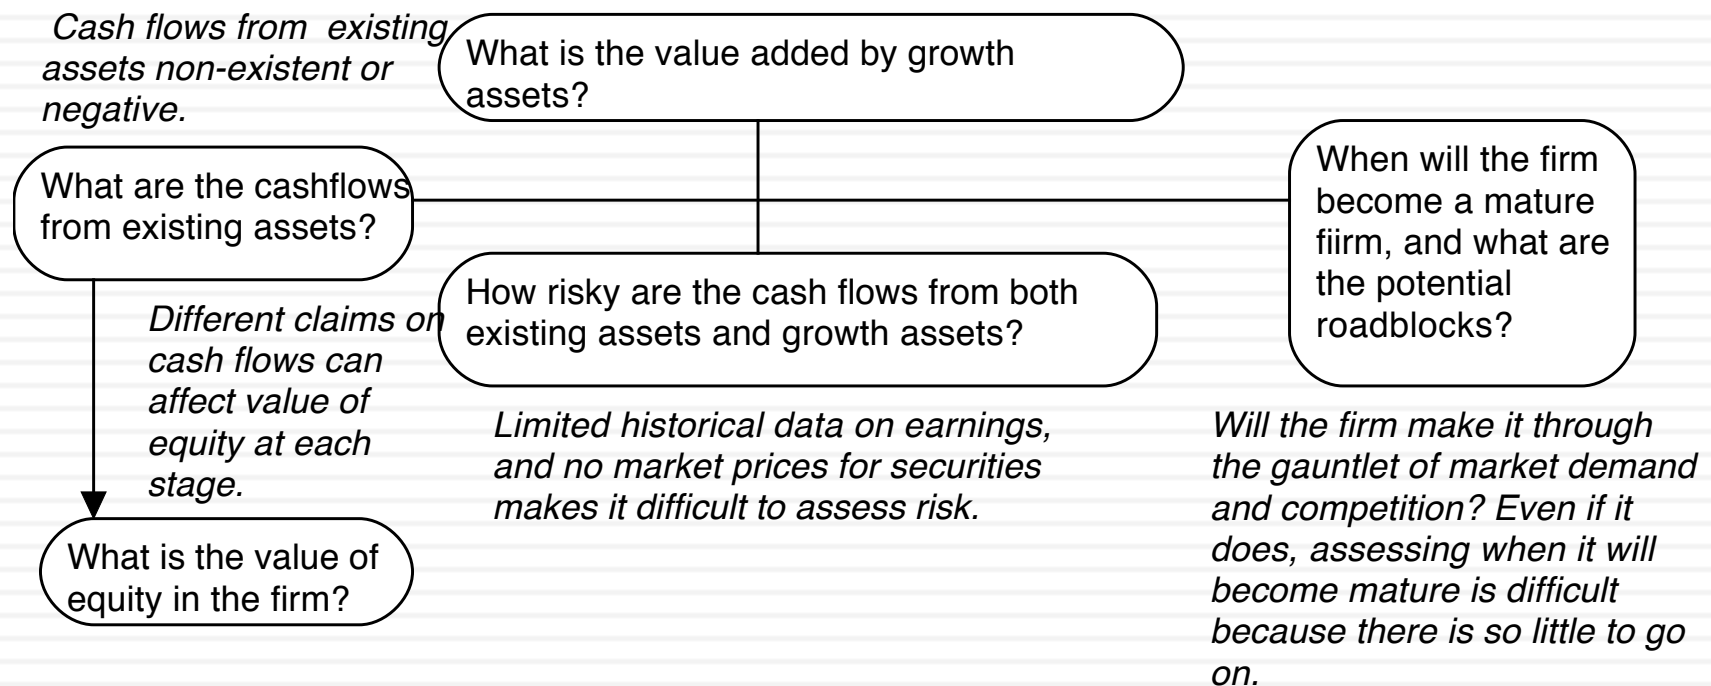 Cash flows from existing
assets non-existent or
negative.
What is the value added by growth
assets?
What are the cashflows
from existing assets?
When will the firm
become a mature
fiirm, and what are
the potential
roadblocks?
How risky are the cash flows from both
existing assets and growth assets?
Different claims on
cash flows can
affect value of
equity at each
stage.
Limited historical data on earnings,
and no market prices for securities
makes it difficult to assess risk.
Will the firm make it through
the gauntlet of market demand
and competition? Even if it
does, assessing when it will
become mature is difficult
because there is so little to go
on.
What is the value of
equity in the firm?